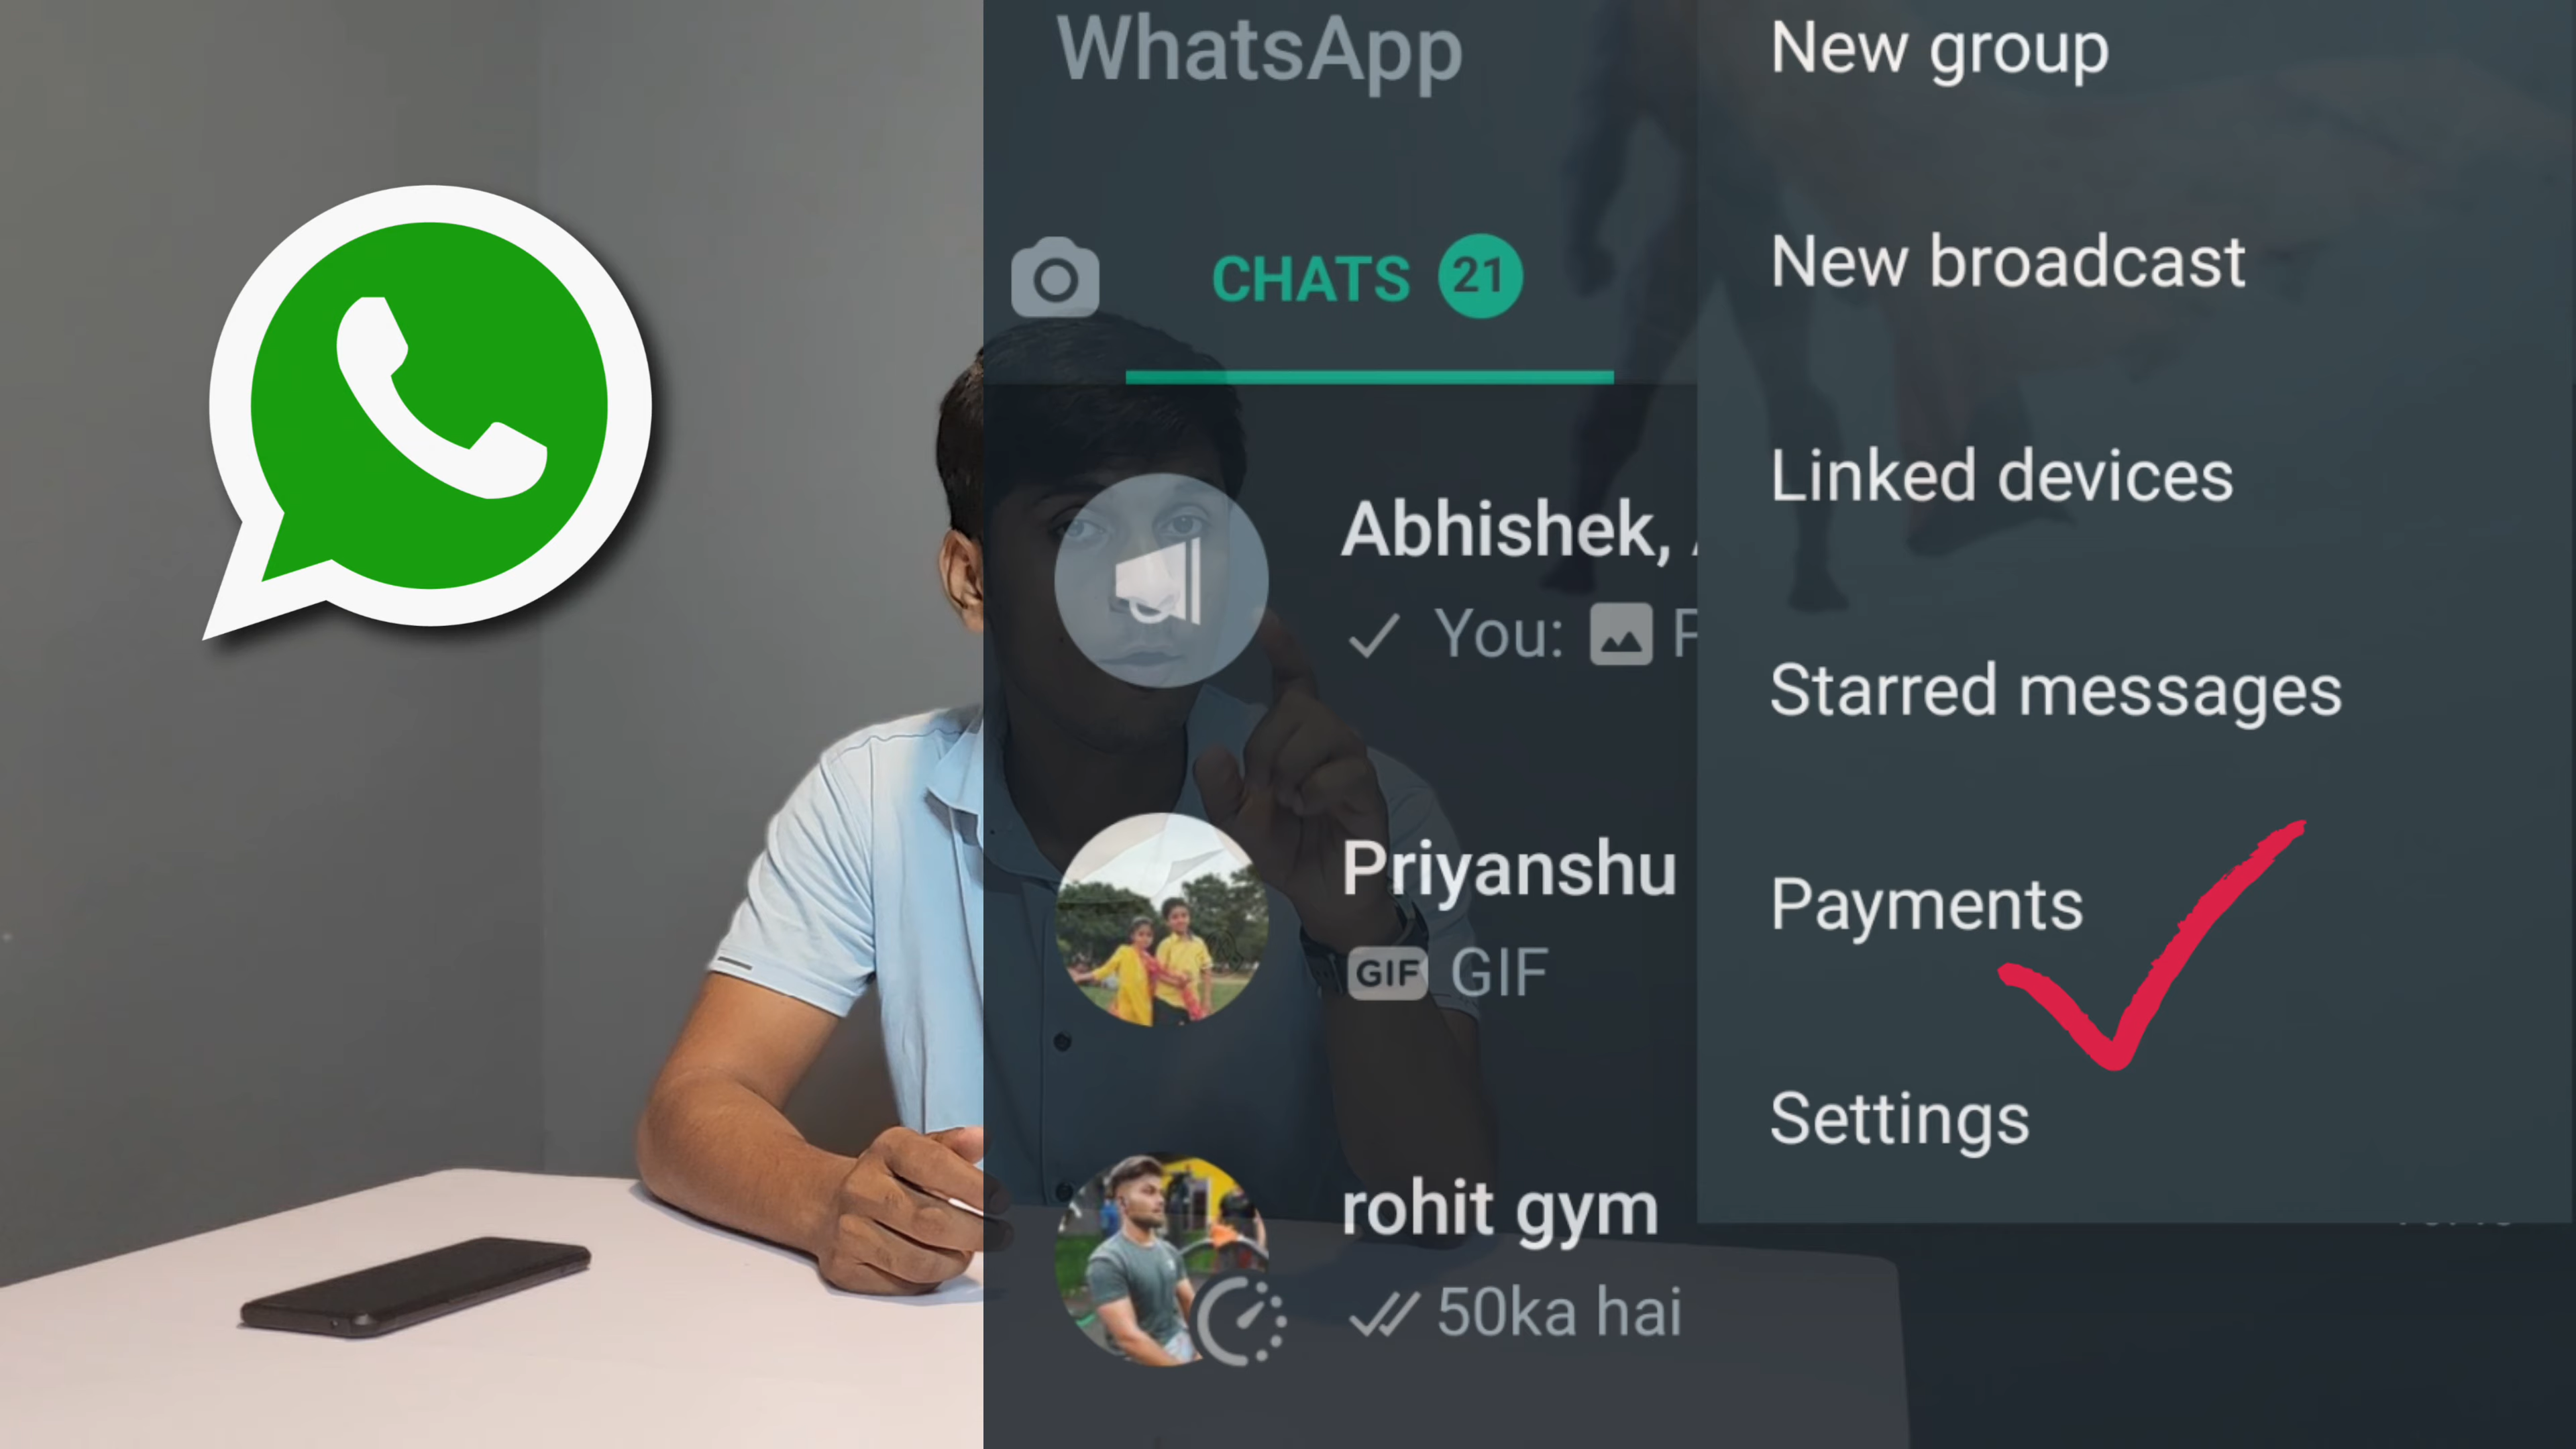 WhatsApp
CHATS 21
Abhishek,
You:
Priyanshu
GIF GIF
rohit gym
50ka hai
New group
New broadcast
Linked devices
Starred messages
Payments
Settings